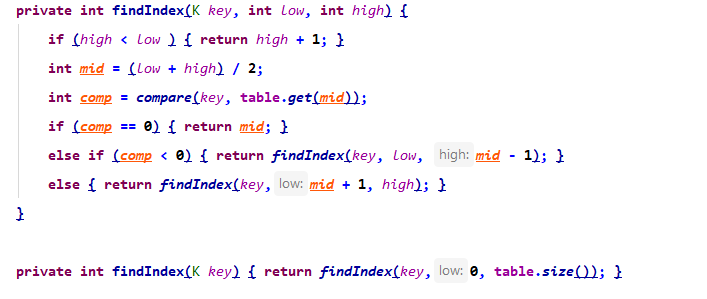 private int findIndex(K key, int low, int high) {
if (high < low ) { return high + 1; }
int mid = (low + high) / 2;
int comp = compare(key, table.get(mid));
if (comp == 0) { return mid; }
else if (comp < 0) { return findIndex(key, low, high: mid - 1); }
else { return findIndex(key, low: mid + 1, high); }
}
private int findIndex(K key) { return findIndex(key, low: 0, table.size()); }